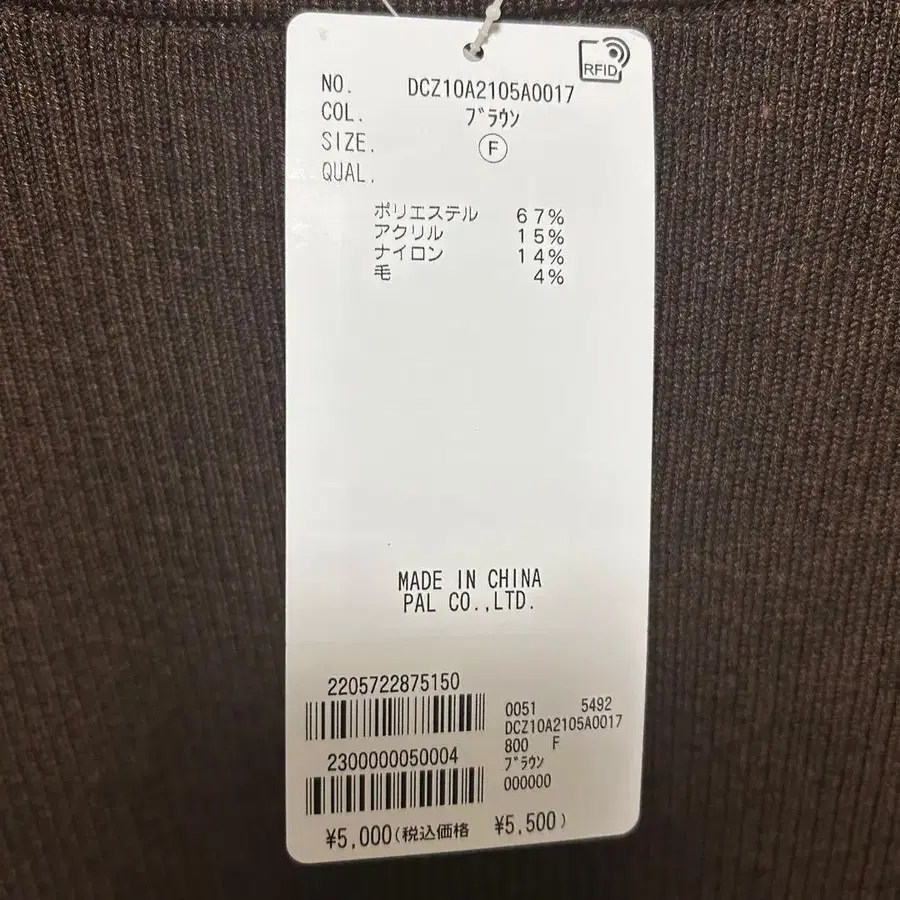 RFID
NO. DCZ10A2105A0017
COL. ﾌﾞﾗｳﾝ
SIZE. F
QUAL.
ポリエステル 67%
アクリル 15%
ナイロン 14%
毛 4%
MADE IN CHINA
PAL CO.,LTD.
2205722875150
2300000050004
0051 5492
DCZ10A2105A0017
800 F
ﾌﾞﾗｳﾝ
000000
¥5,000(税込価格 ¥5,500)